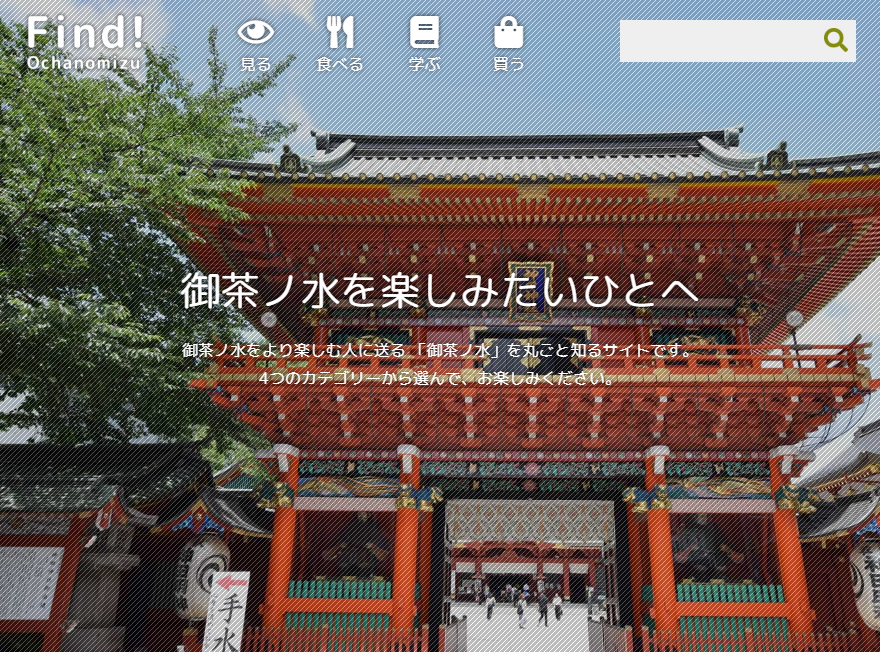 Find!
Ochanomizu
見る
食べる
学ぶ
買う
御茶ノ水を楽しみたいひとへ
御茶ノ水をより楽しむ人に送る「御茶ノ水」を丸ごと知るサイトです。
4つのカテゴリーから選んで、お楽しみください。
手水